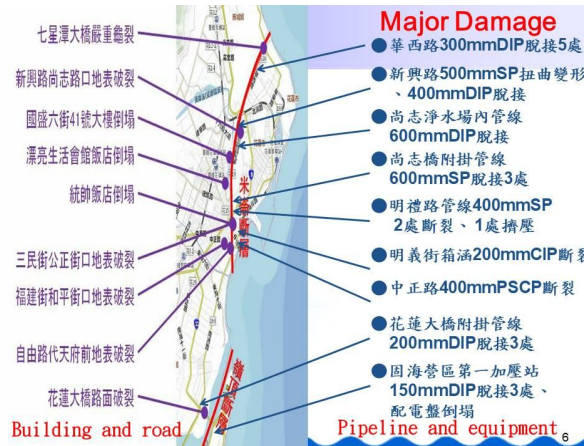 Major Damage
七星潭大橋嚴重龜裂
新興路尚志路口地表破裂
國盛六街41號大樓倒塌
漂亮生活會館飯店倒塌
統帥飯店倒塌
三民街公正街口地表破裂
福建街和平街口地表破裂
自由路代天府前地表破裂
花蓮大橋路面破裂
Building and road
米崙斷層
嶺頂斷層
●華西路300mmDIP脫接5處
●新興路500mmSP扭曲變形
、400mmDIP脫接
●尚志淨水場內管線
600mmDIP脫接
●尚志橋附掛管線
600mmSP脫接3處
●明禮路管線400mmSP
2處斷裂、1處擠壓
●明義街箱涵200mmCIP斷裂
●中正路400mmPSCP斷裂
●花蓮大橋附掛管線
200mmDIP脫接3處
●固海營區第一加壓站
150mmDIP脫接3處、
配電盤倒塌
Pipeline and equipment
6